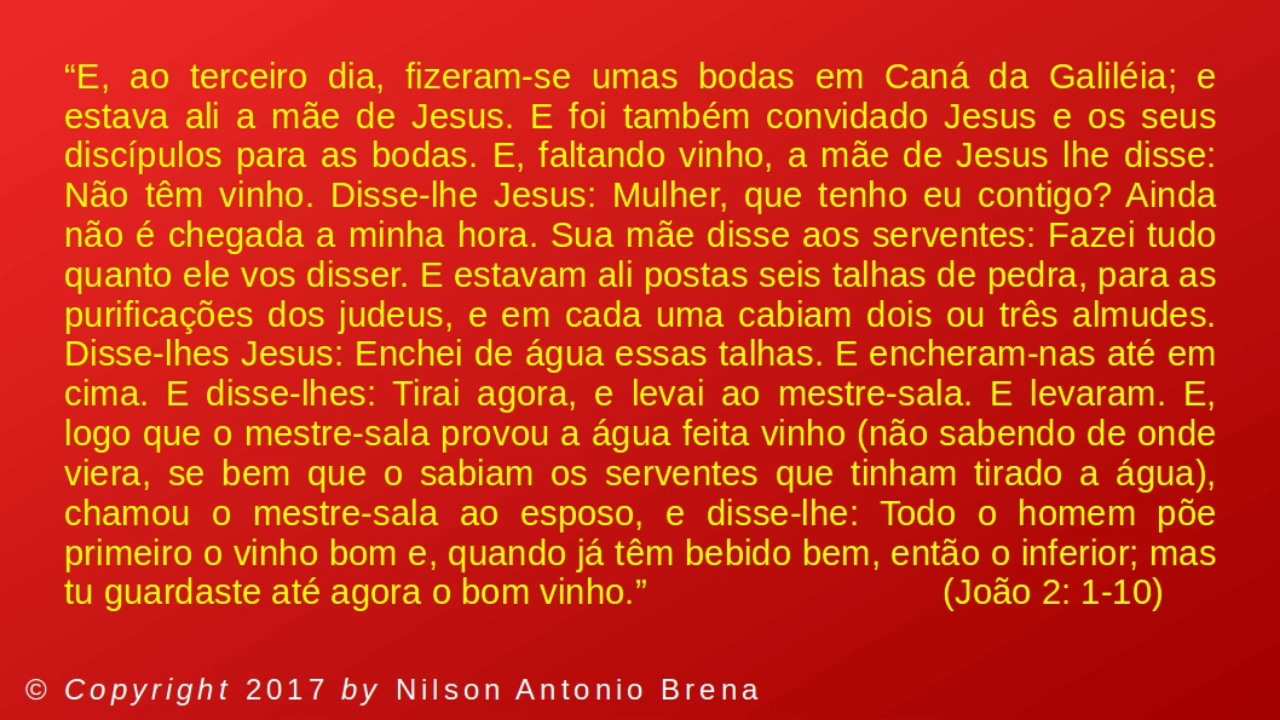 “E, ao terceiro dia, fizeram-se umas bodas em Caná da Galiléia; e
estava ali a mãe de Jesus. E foi também convidado Jesus e os seus
discípulos para as bodas. E, faltando vinho, a mãe de Jesus lhe disse:
Não têm vinho. Disse-lhe Jesus: Mulher, que tenho eu contigo? Ainda
não é chegada a minha hora. Sua mãe disse aos serventes: Fazei tudo
quanto ele vos disser. E estavam ali postas seis talhas de pedra, para as
purificações dos judeus, e em cada uma cabiam dois ou três almudes.
Disse-lhes Jesus: Enchei de água essas talhas. E encheram-nas até em
cima. E disse-lhes: Tirai agora, e levai ao mestre-sala. E levaram. E,
logo que o mestre-sala provou a água feita vinho (não sabendo de onde
viera, se bem que o sabiam os serventes que tinham tirado a água),
chamou o mestre-sala ao esposo, e disse-lhe: Todo o homem põe
primeiro o vinho bom e, quando já têm bebido bem, então o inferior; mas
tu guardaste até agora o bom vinho.” (João 2: 1-10)
© Copyright 2017 by Nilson Antonio Brena